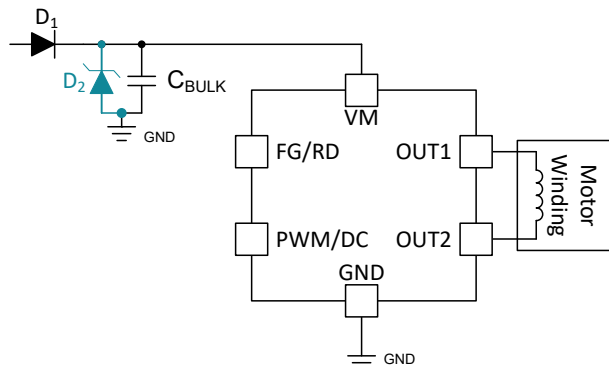 D1
D2
CBULK
GND
VM
FG/RD
OUT1
PWM/DC
OUT2
GND
Motor
Winding
GND